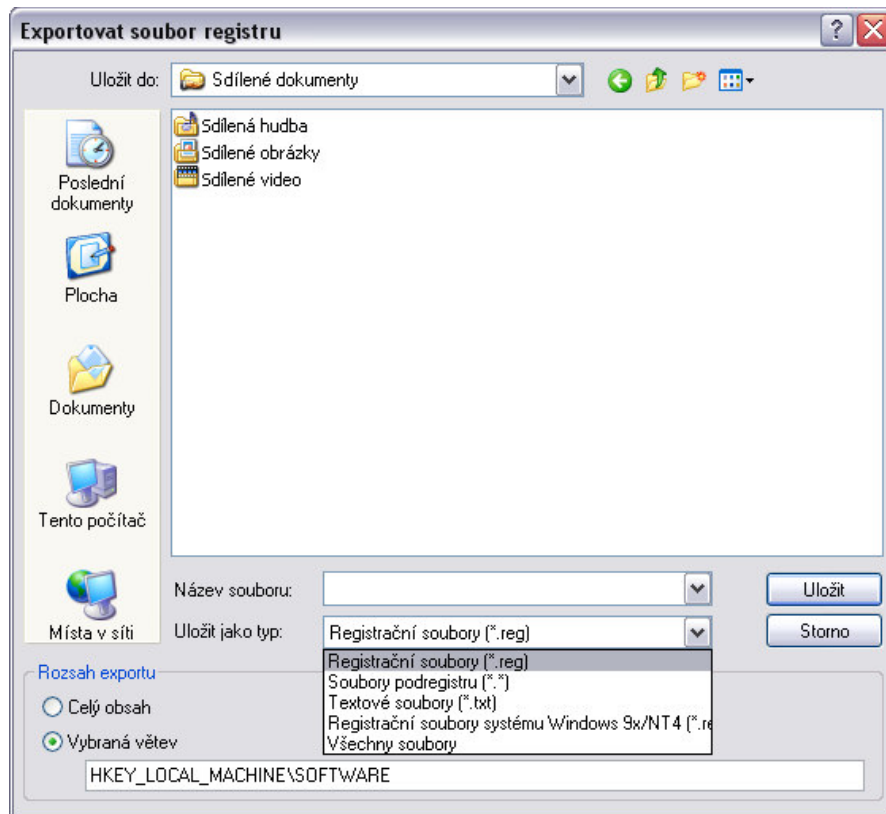 Exportovat soubor registru
Uložit do:
Sdílené dokumenty
Sdílená hudba
Sdílené obrázky
Sdílené video
Poslední
dokumenty
Plocha
Dokumenty
Tento počítač
Místa v síti
Název souboru:
Uložit
Uložit jako typ:
Registrační soubory (*.reg)
Storno
Registrační soubory (*.reg)
Soubory podregistru (*.*)
Textové soubory (*.txt)
Registrační soubory systému Windows 9x/NT4 (*.re
Všechny soubory
Rozsah exportu
Celý obsah
Vybraná větev
HKEY_LOCAL_MACHINE\SOFTWARE